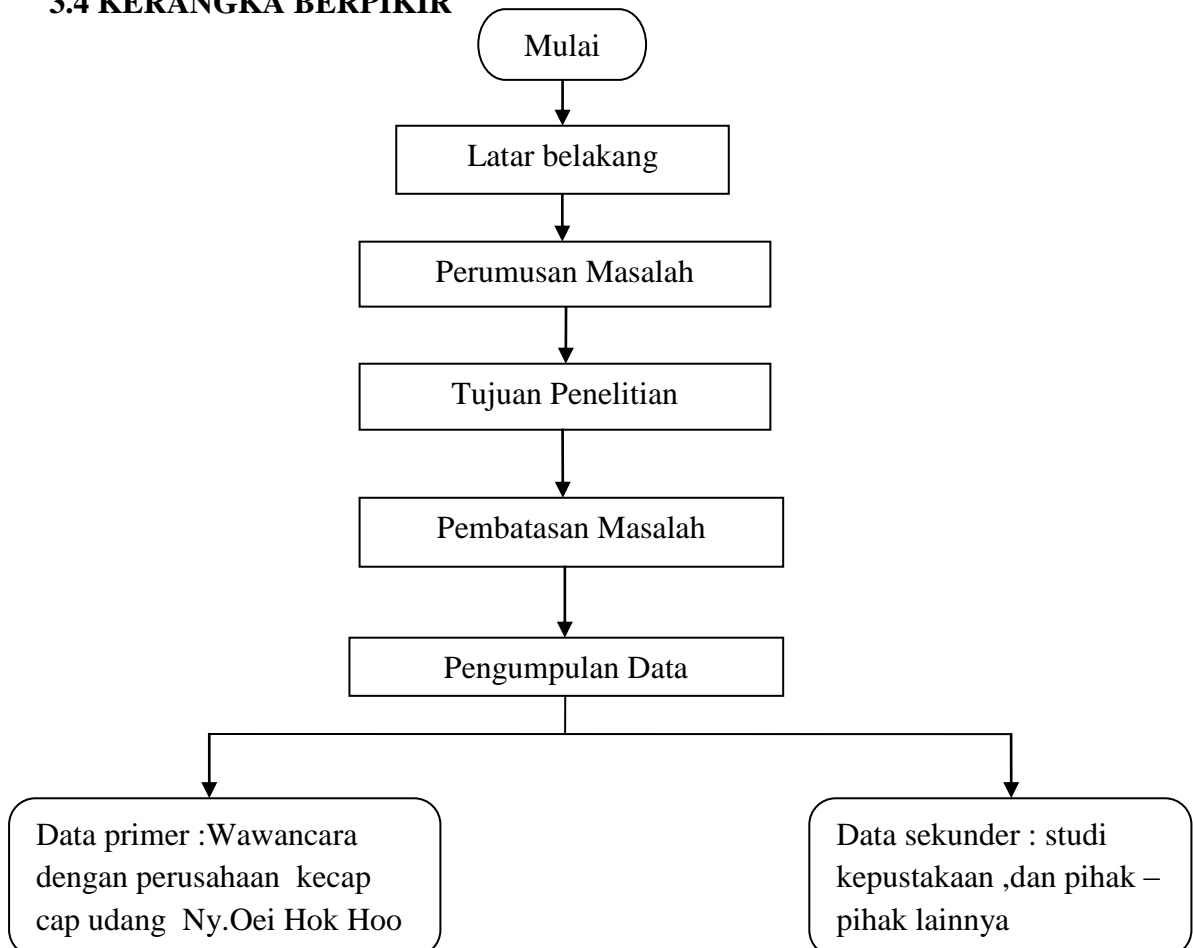 3.4 KERANGKA BERPIKIR
Mulai
Latar belakang
Perumusan Masalah
Tujuan Penelitian
Pembatasan Masalah
Pengumpulan Data
Data primer :Wawancara
dengan perusahaan kecap
cap udang Ny.Oei Hok Hoo
Data sekunder : studi
kepustakaan ,dan pihak –
pihak lainnya